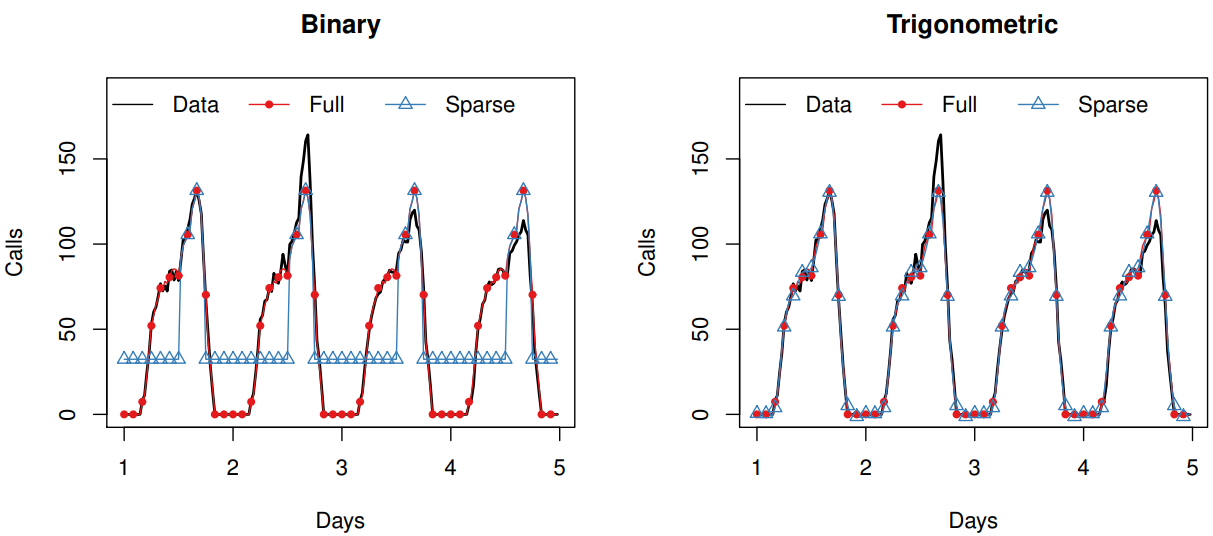 Binary
Data Full Sparse
Calls
0 50 100 150
1 2 3 4 5
Days
Trigonometric
Data Full Sparse
Calls
0 50 100 150
1 2 3 4 5
Days